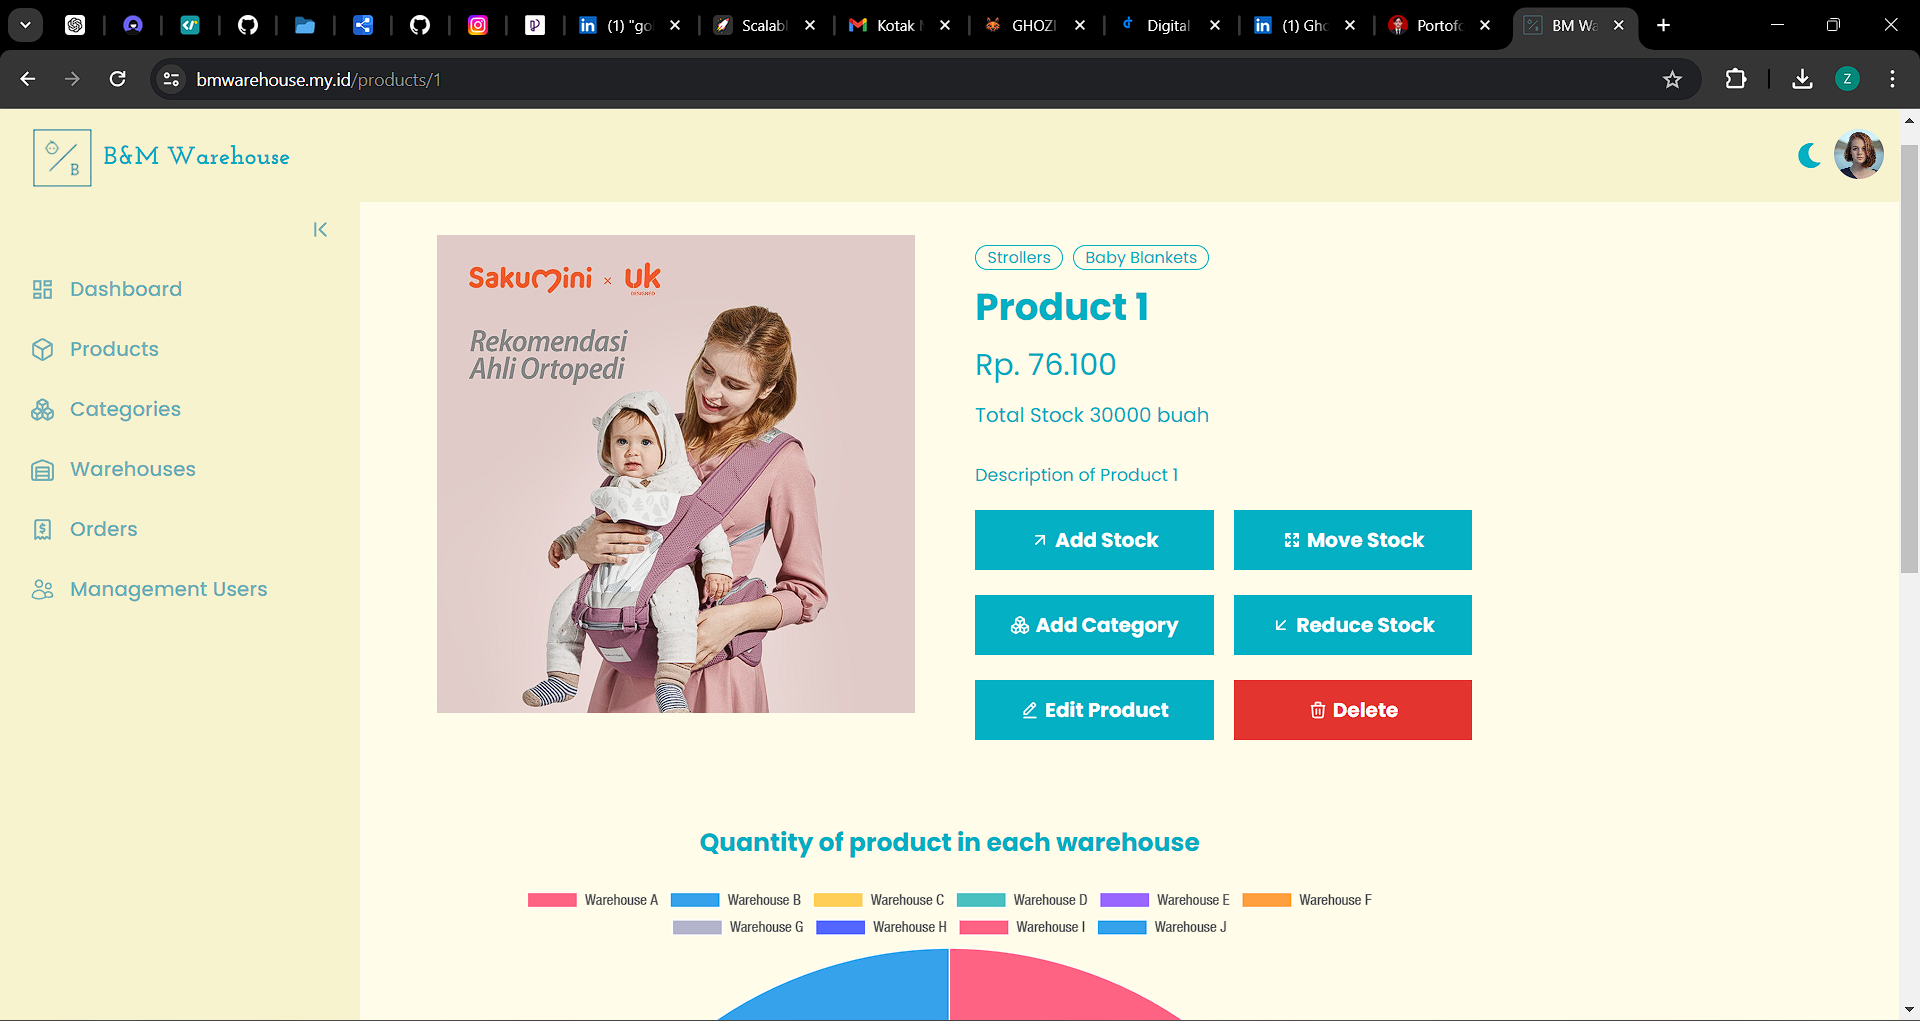 (1) "go
Scalabl
Kotak
GHOZI
Digital
(1) Gho
Portofo
BM Wa
bmwarehouse.my.id/products/1
Z
B
B&M Warehouse
Dashboard
Products
Categories
Warehouses
Orders
Management Users
Sakumini × uk
DESIGNED
Rekomendasi
Ahli Ortopedi
Strollers
Baby Blankets
Product 1
Rp. 76.100
Total Stock 30000 buah
Description of Product 1
Add Stock
Move Stock
Add Category
Reduce Stock
Edit Product
Delete
Quantity of product in each warehouse
Warehouse A Warehouse B Warehouse C Warehouse D Warehouse E Warehouse F
Warehouse G Warehouse H Warehouse I Warehouse J